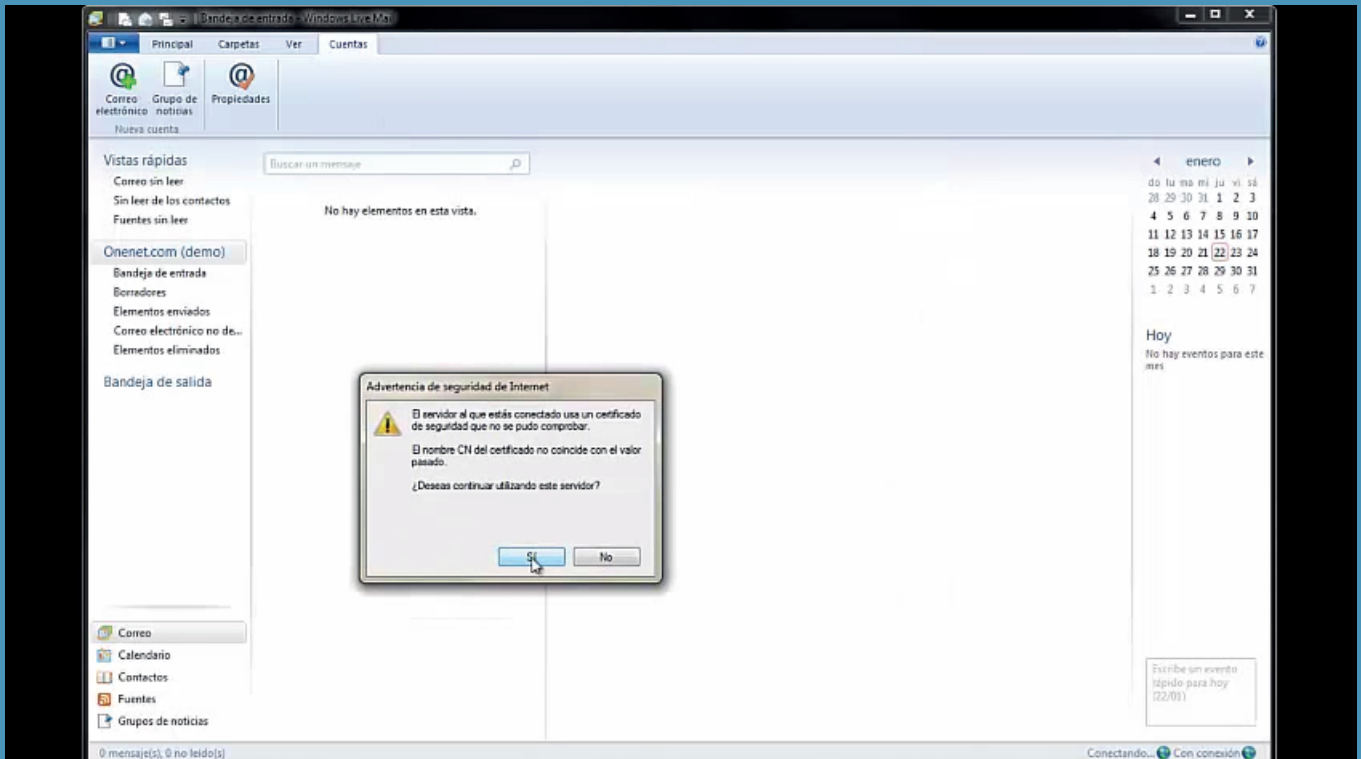 Bandeja de entrada - Windows Live Mai
Principal Carpetas Ver Cuentas
Correo electrónico
Grupo de noticias
Propiedades
Nueva cuenta
Vistas rápidas
Correo sin leer
Sin leer de los contactos
Fuentes sin leer
Onenet.com (demo)
Bandeja de entrada
Borradores
Elementos enviados
Correo electrónico no de...
Elementos eliminados
Bandeja de salida
Correo
Calendario
Contactos
Fuentes
Grupos de noticias
Buscar un mensaje
No hay elementos en esta vista.
Advertencia de seguridad de Internet
El servidor al que estás conectado usa un certificado
de seguridad que no se pudo comprobar.
El nombre CN del certificado no coincide con el valor
pasado.
¿Deseas continuar utilizando este servidor?
Sí No
enero
do lu ma mi ju vi sá
28 29 30 31 1 2 3
4 5 6 7 8 9 10
11 12 13 14 15 16 17
18 19 20 21 22 23 24
25 26 27 28 29 30 31
1 2 3 4 5 6 7
Hoy
No hay eventos para este
mes
Escribe un evento
rápido para hoy
(22/01)
0 mensaje(s), 0 no leído(s)
Conectando... Con conexión